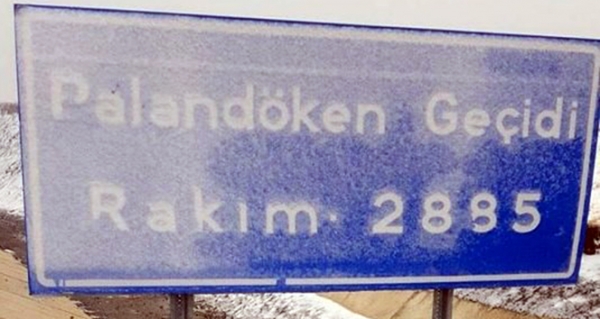 Palandöken Geçidi
Rakım 2885